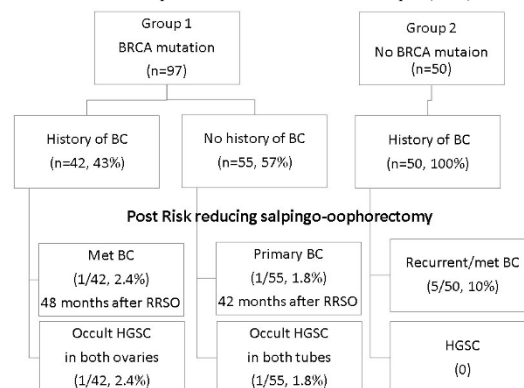 Group 1
BRCA mutation
(n=97)
Group 2
No BRCA mutaion
(n=50)
History of BC
(n=42, 43%)
No history of BC
(n=55, 57%)
History of BC
(n=50, 100%)
Post Risk reducing salpingo-oophorectomy
Met BC
(1/42, 2.4%)
48 months after RRSO
Primary BC
(1/55, 1.8%)
42 months after RRSO
Recurrent/met BC
(5/50, 10%)
Occult HGSC
in both ovaries
(1/42, 2.4%)
Occult HGSC
in both tubes
(1/55, 1.8%)
HGSC
(0)